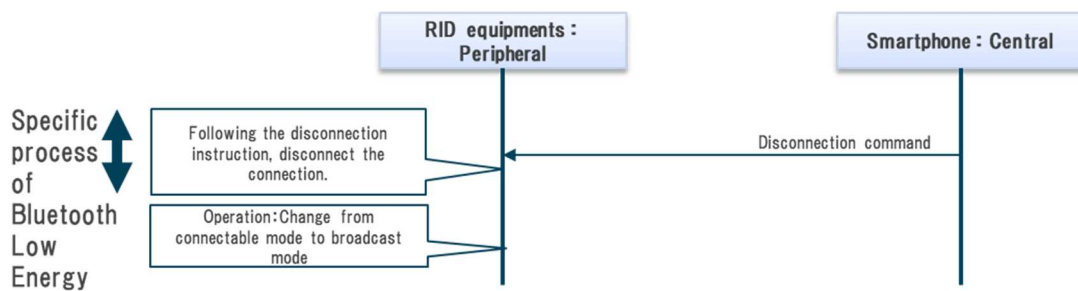 RID equipments：
Peripheral
Smartphone：Central
Specific
process
of
Bluetooth
Low
Energy
Following the disconnection
instruction, disconnect the
connection.
Disconnection command
Operation：Change from
connectable mode to broadcast
mode